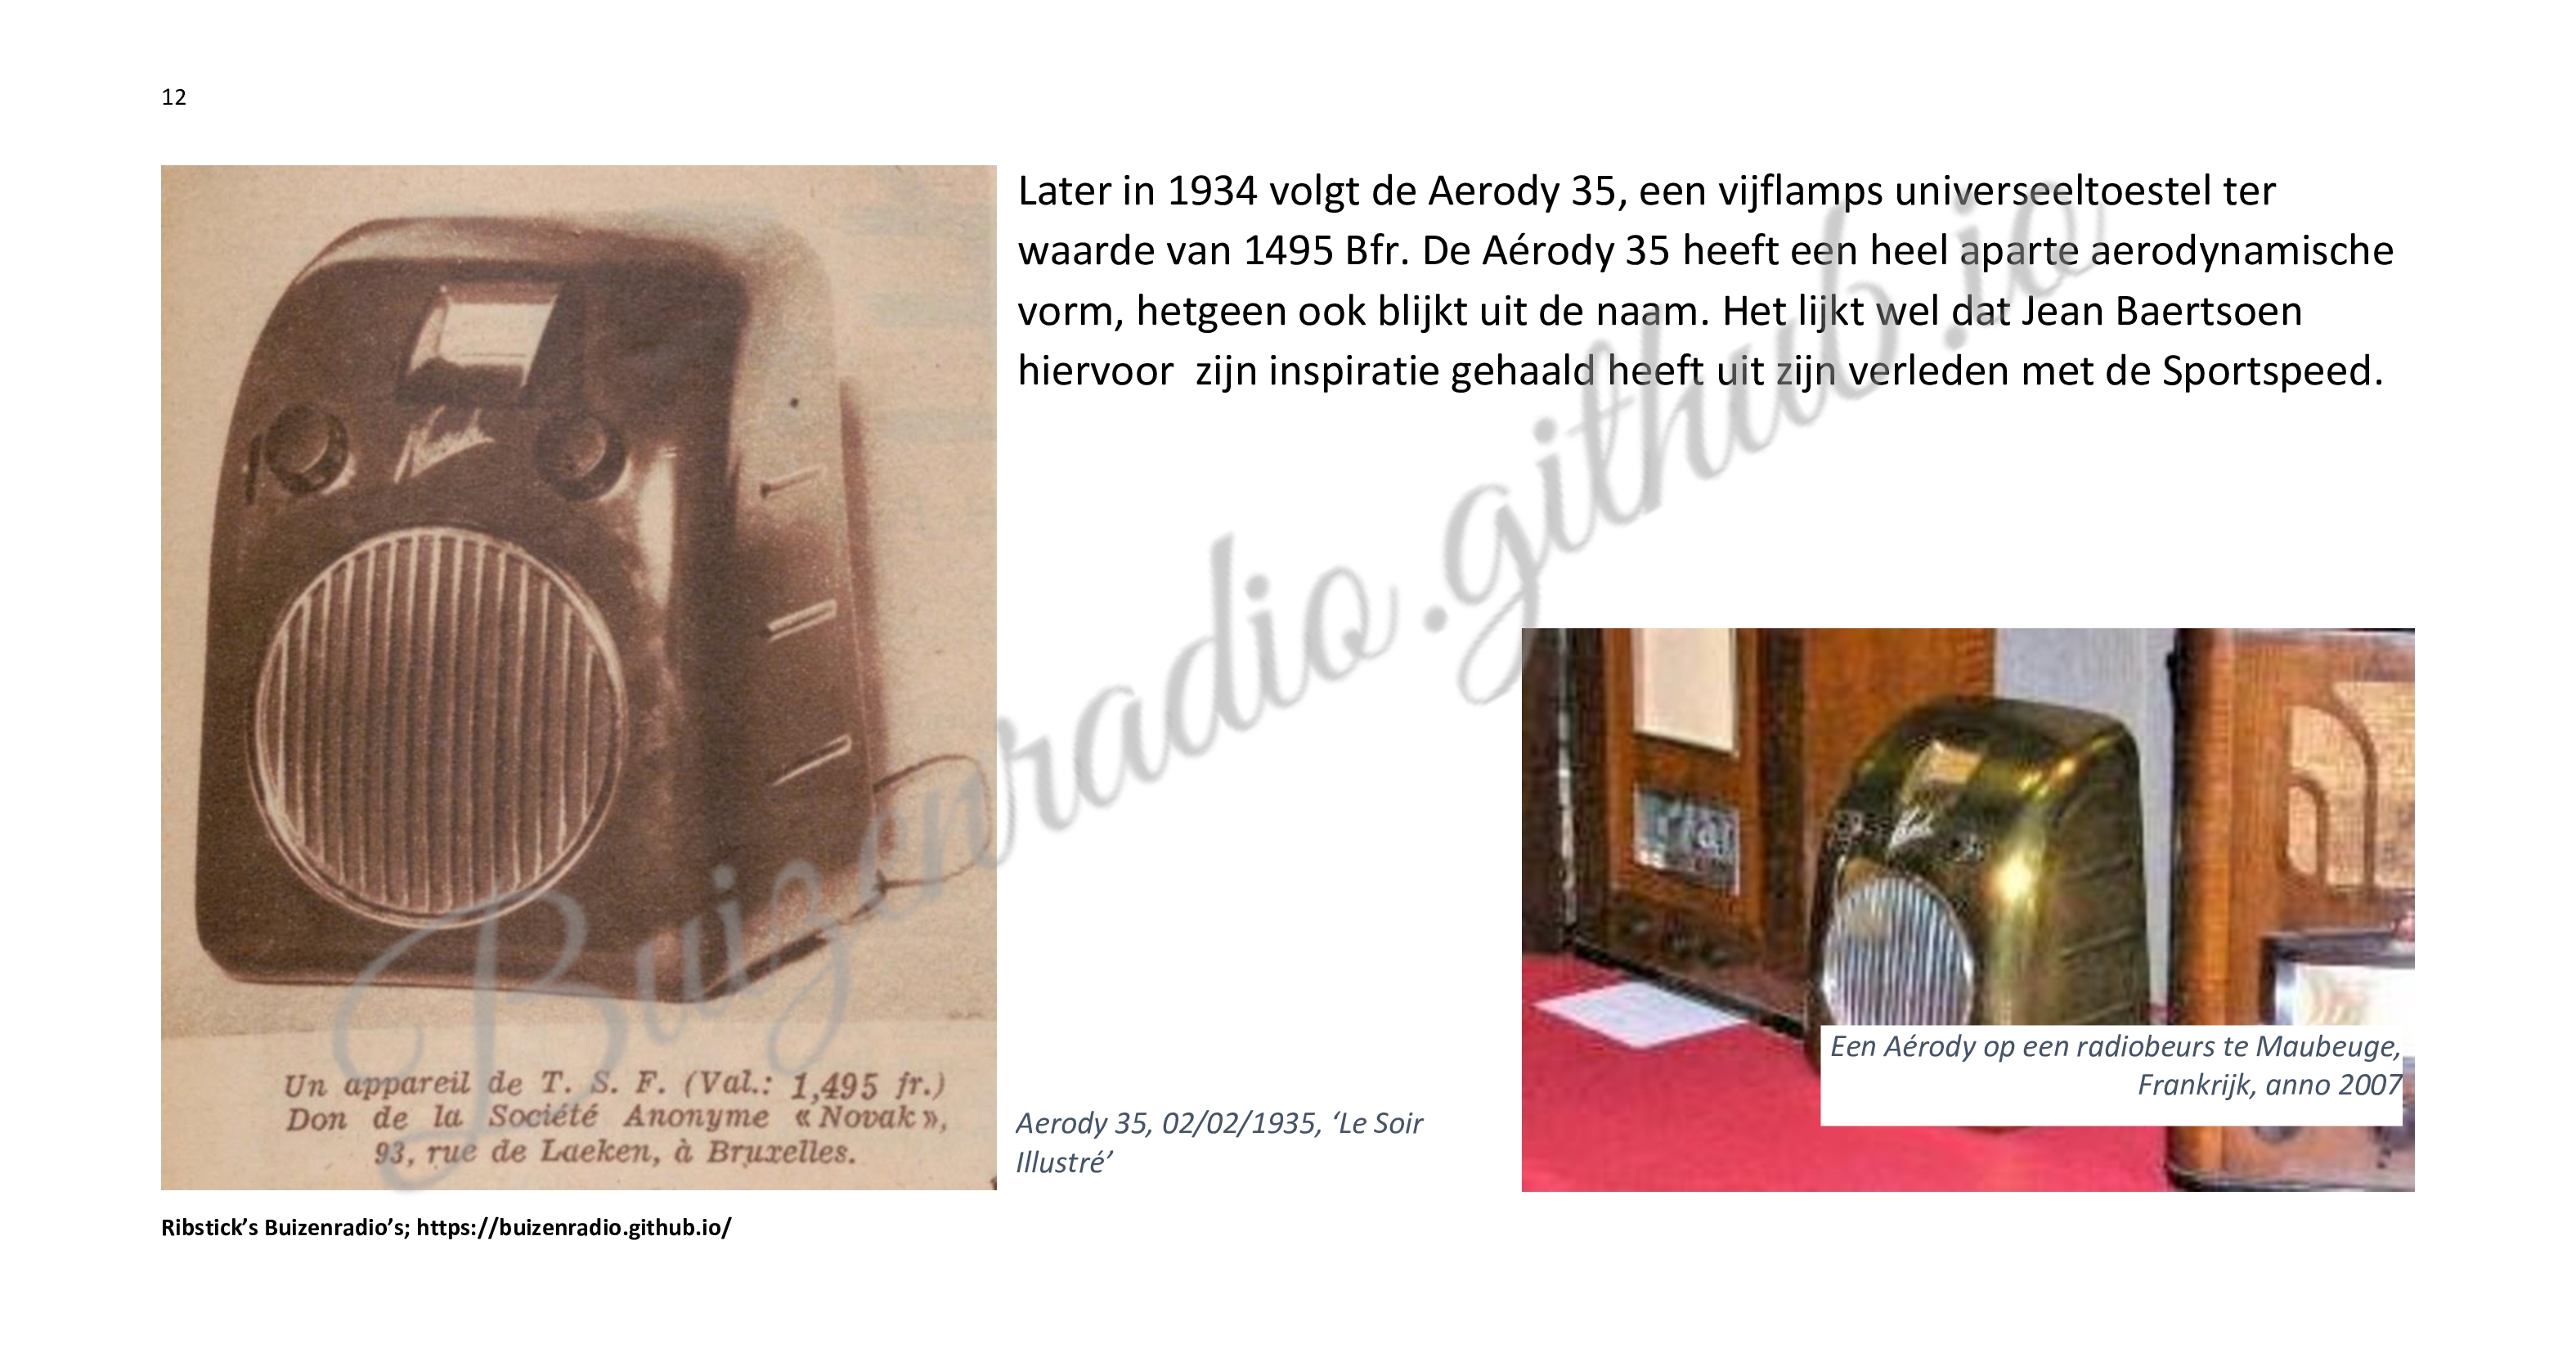 12
Later in 1934 volgt de Aerody 35, een vijflamps universeeltoestel ter
waarde van 1495 Bfr. De Aérody 35 heeft een heel aparte aerodynamische
vorm, hetgeen ook blijkt uit de naam. Het lijkt wel dat Jean Baertsoen
hiervoor  zijn inspiratie gehaald heeft uit zijn verleden met de Sportspeed.
Novak
Un appareil de T. S. F. (Val.: 1,495 fr.)
Don de la Société Anonyme « Novak »,
93, rue de Laeken, à Bruxelles.
Aerody 35, 02/02/1935, ‘Le Soir
Illustré’
Een Aérody op een radiobeurs te Maubeuge,
Frankrijk, anno 2007
Buizenradio.github.io
Ribstick’s Buizenradio’s; https://buizenradio.github.io/